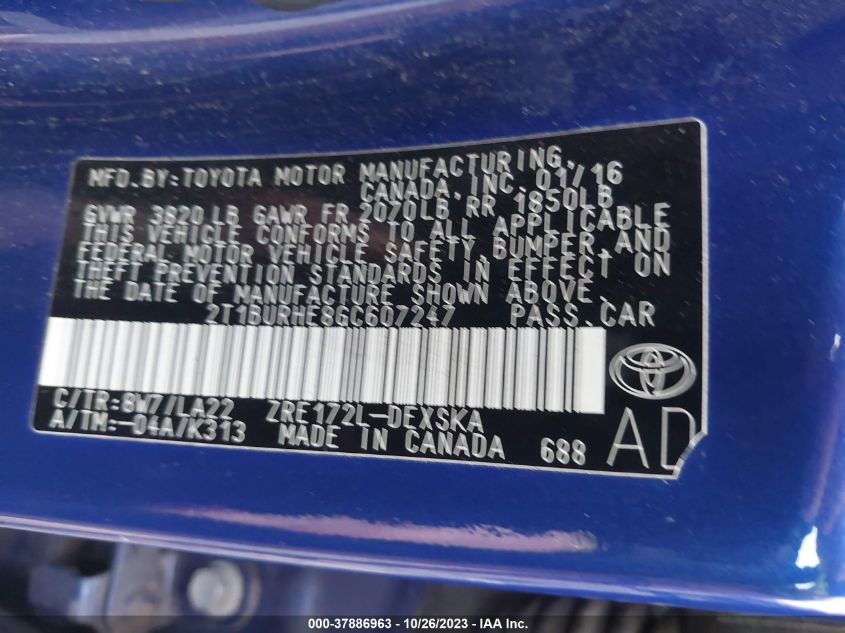 MFD.BY:TOYOTA MOTOR MANUFACTURING,
CANADA,INC. 01/16
GVWR 3820 LB GAWR FR 2070LB RR 1850LB
THIS VEHICLE CONFORMS TO ALL APPLICABLE
FEDERAL MOTOR VEHICLE SAFETY,BUMPER,AND
THEFT PREVENTION STANDARDS IN EFFECT ON
THE DATE OF MANUFACTURE SHOWN ABOVE.
2T1BURHE8GC607247 PASS.CAR
C/TR:8W7/LA22 ZRE172L-DEXSKA
A/TM:-04A/K313 MADE IN CANADA 688
AD
000-37886963 - 10/26/2023 - IAA Inc.